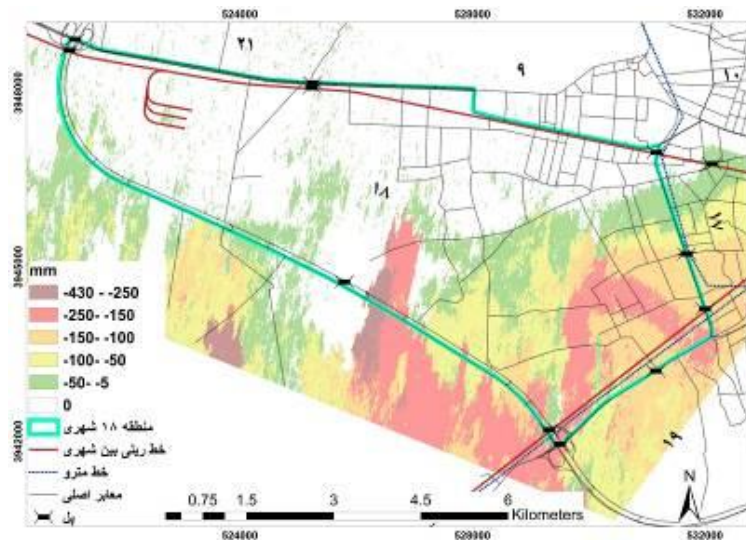 524000 528000 532000
۲۱
۹
۱۰
3948000
۱۸
۱۷
3945000
mm
-430 - -250
-250 - -150
-150 - -100
-100 - -50
-50 - -5
0
منطقه ۱۸ شهری
خط ریلی بین شهری
خط مترو
معابر اصلی
پل
3942000
۱۹
N
0 0.75 1.5 3 4.5 6
Kilometers
524000 528000 532000